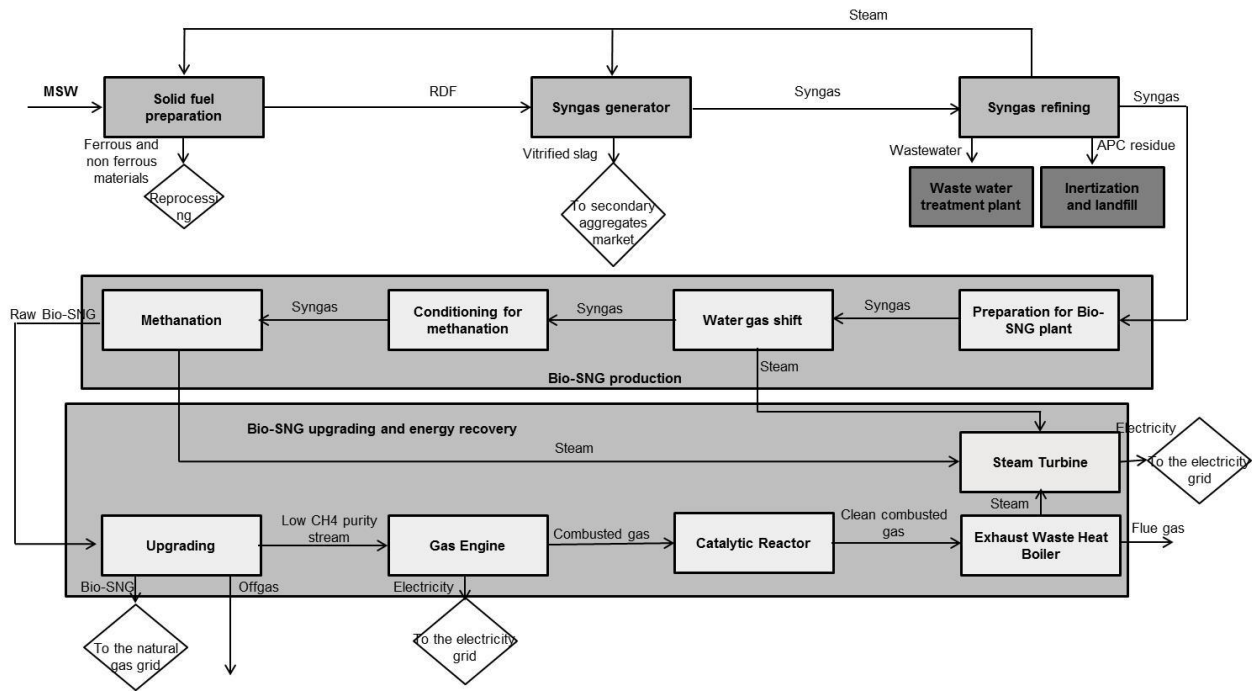 Steam
MSW
Solid fuel
preparation
RDF
Syngas generator
Syngas
Syngas refining
Syngas
Ferrous and
non ferrous
materials
Vitrified slag
Wastewater
APC residue
Reprocessi
ng
To secondary
aggregates
market
Waste water
treatment plant
Inertization
and landfill
Raw Bio-SNG
Methanation
Syngas
Conditioning for
methanation
Syngas
Water gas shift
Syngas
Preparation for Bio-
SNG plant
Steam
Bio-SNG production
Bio-SNG upgrading and energy recovery
Steam
Steam Turbine
Electricity
To the electricity
grid
Steam
Upgrading
Low CH4 purity
stream
Gas Engine
Combusted gas
Catalytic Reactor
Clean combusted
gas
Exhaust Waste Heat
Boiler
Flue gas
Bio-SNG
Offgas
Electricity
To the natural
gas grid
To the electricity
grid